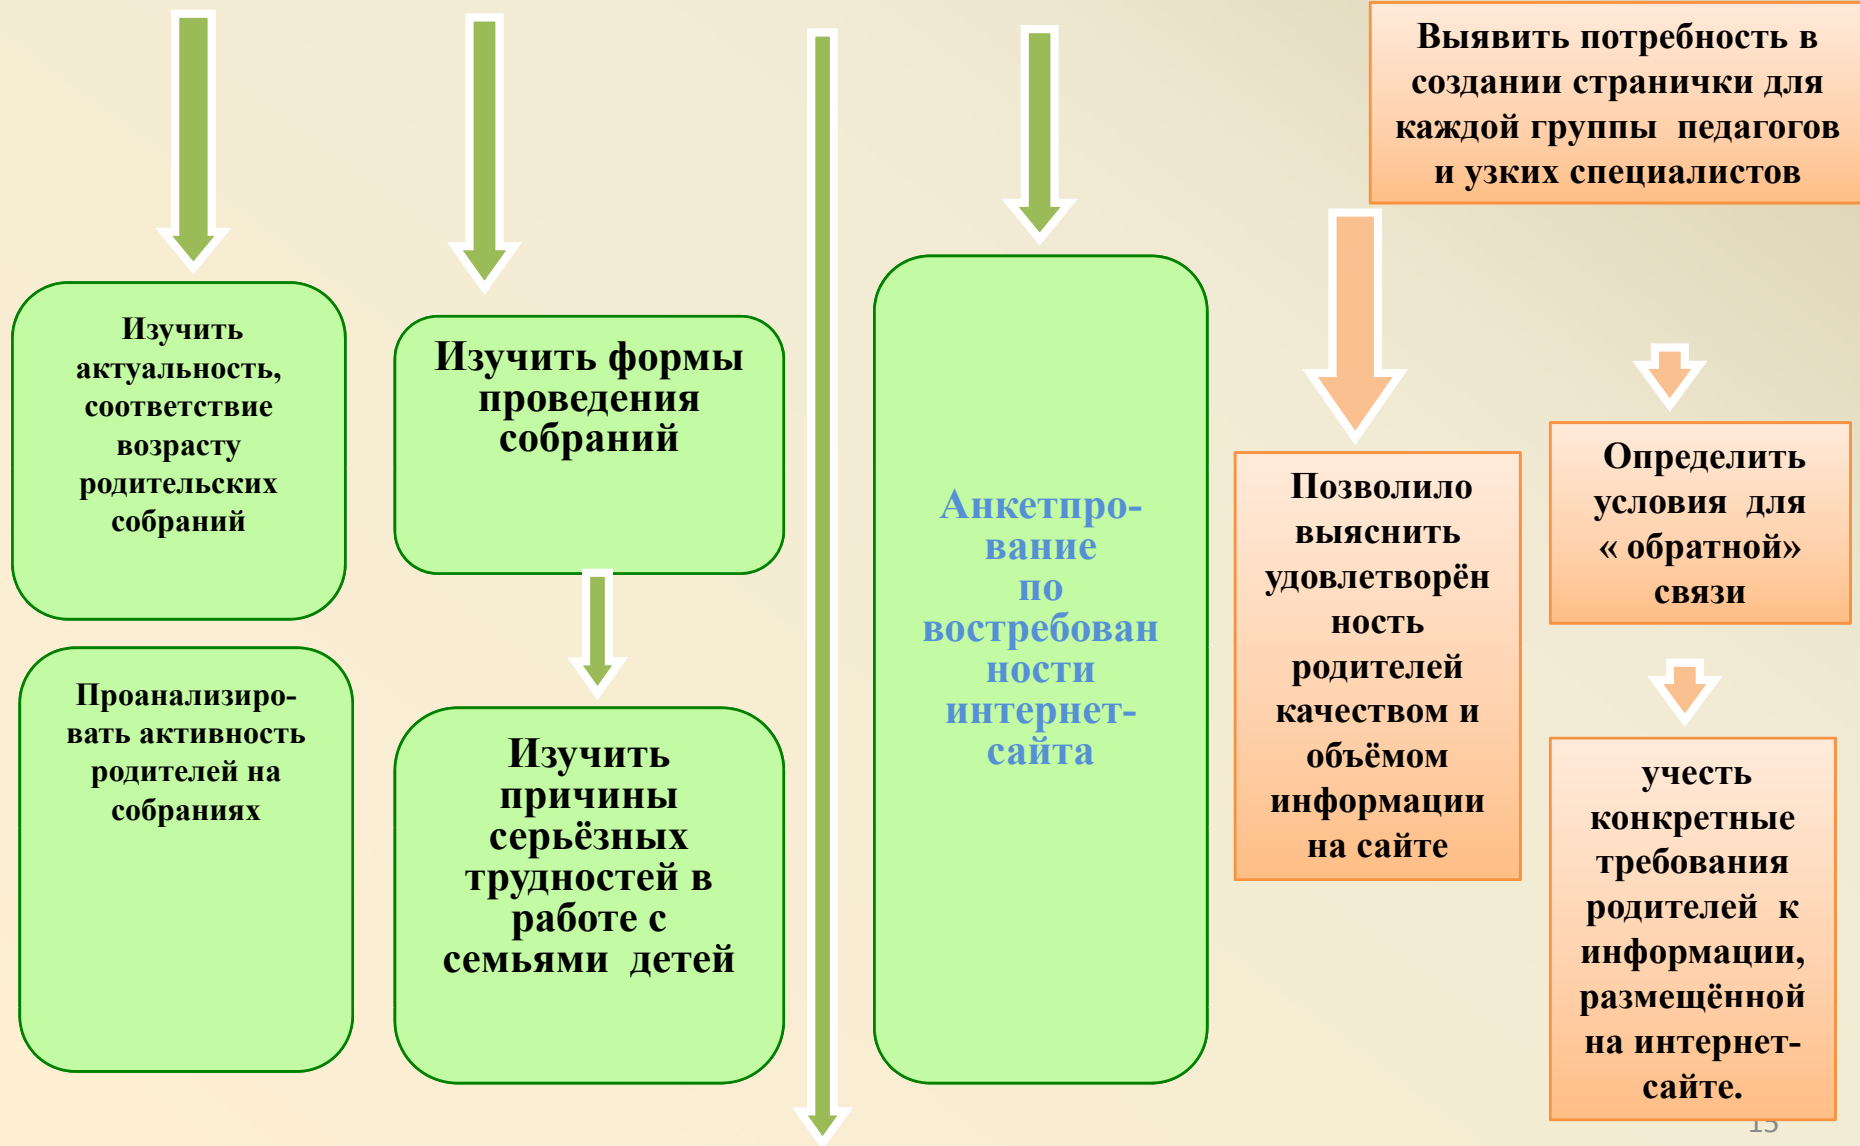 Выявить потребность в
создании странички для
каждой группы педагогов
и узких специалистов
Изучить
актуальность,
соответствие
возрасту
родительских
собраний
Изучить формы
проведения
собраний
Проанализиро-
вать активность
родителей на
собраниях
Изучить
причины
серьёзных
трудностей в
работе с
семьями детей
Анкетпро-
вание
по
востребован
ности
интернет-
сайта
Позволило
выяснить
удовлетворён
ность
родителей
качеством и
объёмом
информации
на сайте
Определить
условия для
« обратной»
связи
учесть
конкретные
требования
родителей к
информации,
размещённой
на интернет-
сайте.
15